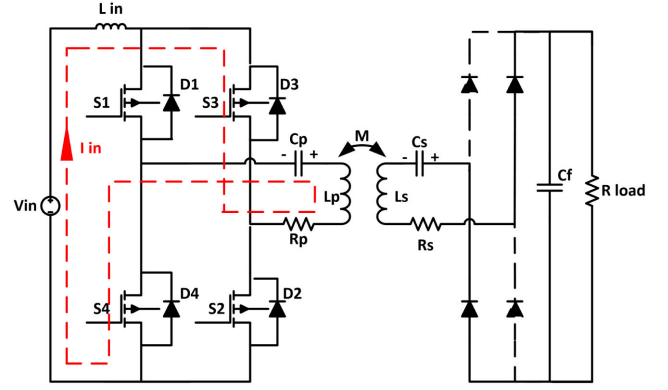 L in
D1
D3
S1
S3
I in
Cp
M
Cs
- +
- +
Cf
Vin
Lp
Ls
R load
Rp
Rs
D4
D2
S4
S2